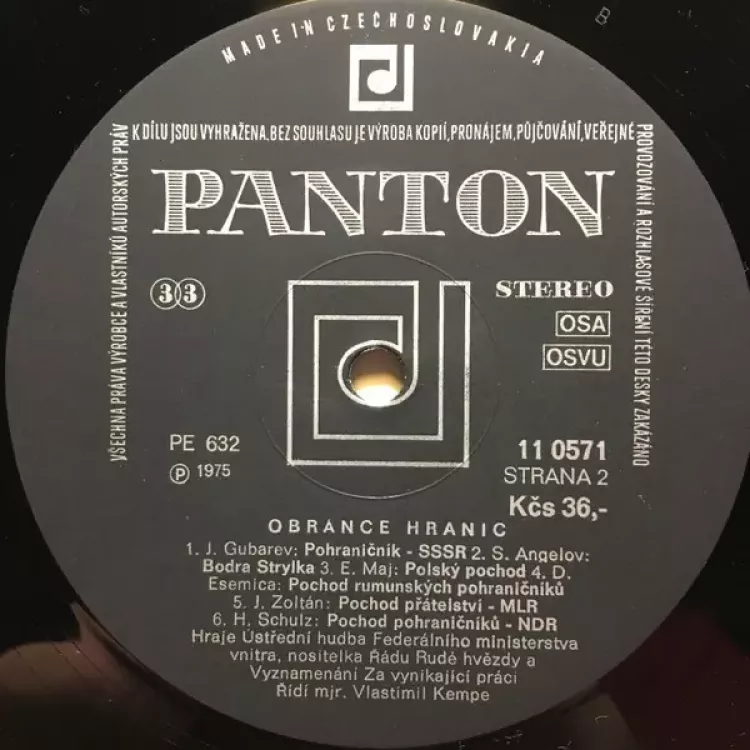 B
MADE IN CZECHOSLOVAKIA
VŠECHNA PRÁVA VÝROBCE A VLASTNÍKŮ AUTORSKÝCH PRÁV
K DÍLU JSOU VYHRAŽENA. BEZ SOUHLASU JE VÝROBA KOPIÍ, PRONÁJEM, PŮJČOVÁNÍ, VEŘEJNÉ
PROVOZOVÁNÍ A ROZHLASOVÉ ŠÍŘENÍ TÉTO DESKY ZAKÁZÁNO
PANTON
33
STEREO
OSA
OSVU
PE 632
Ⓟ 1975
11 0571
STRANA 2
Kčs 36,-
OBRÁNCE HRANIC
1. J. Gubarev: Pohraničník - SSSR 2. S. Angelov:
Bodra Strylka 3. E. Maj: Polský pochod 4. D.
Esemica: Pochod rumunských pohraničníků
5. J. Zoltán: Pochod přátelství - MLR
6. H. Schulz: Pochod pohraničníků - NDR
Hraje Ústřední hudba Federálního ministerstva
vnitra, nositelka Řádu Rudé hvězdy a
Vyznamenání Za vynikající práci
Řídí mjr. Vlastimil Kempe